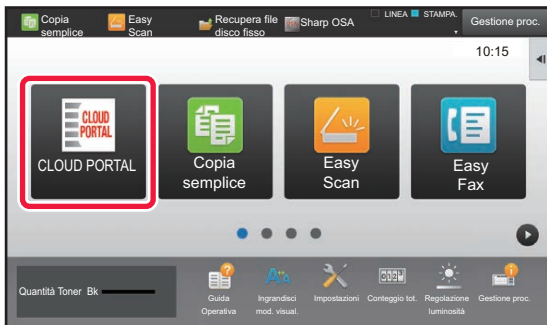 Copia semplice
Easy Scan
Recupera file disco fisso
Sharp OSA
LINEA
STAMPA.
Gestione proc.
10:15
CLOUD PORTAL
CLOUD PORTAL
Copia semplice
Easy Scan
Easy Fax
Quantità Toner Bk
Guida Operativa
Ingrandisci mod. visual.
Impostazioni
Conteggio tot.
Regolazione luminosità
Gestione proc.